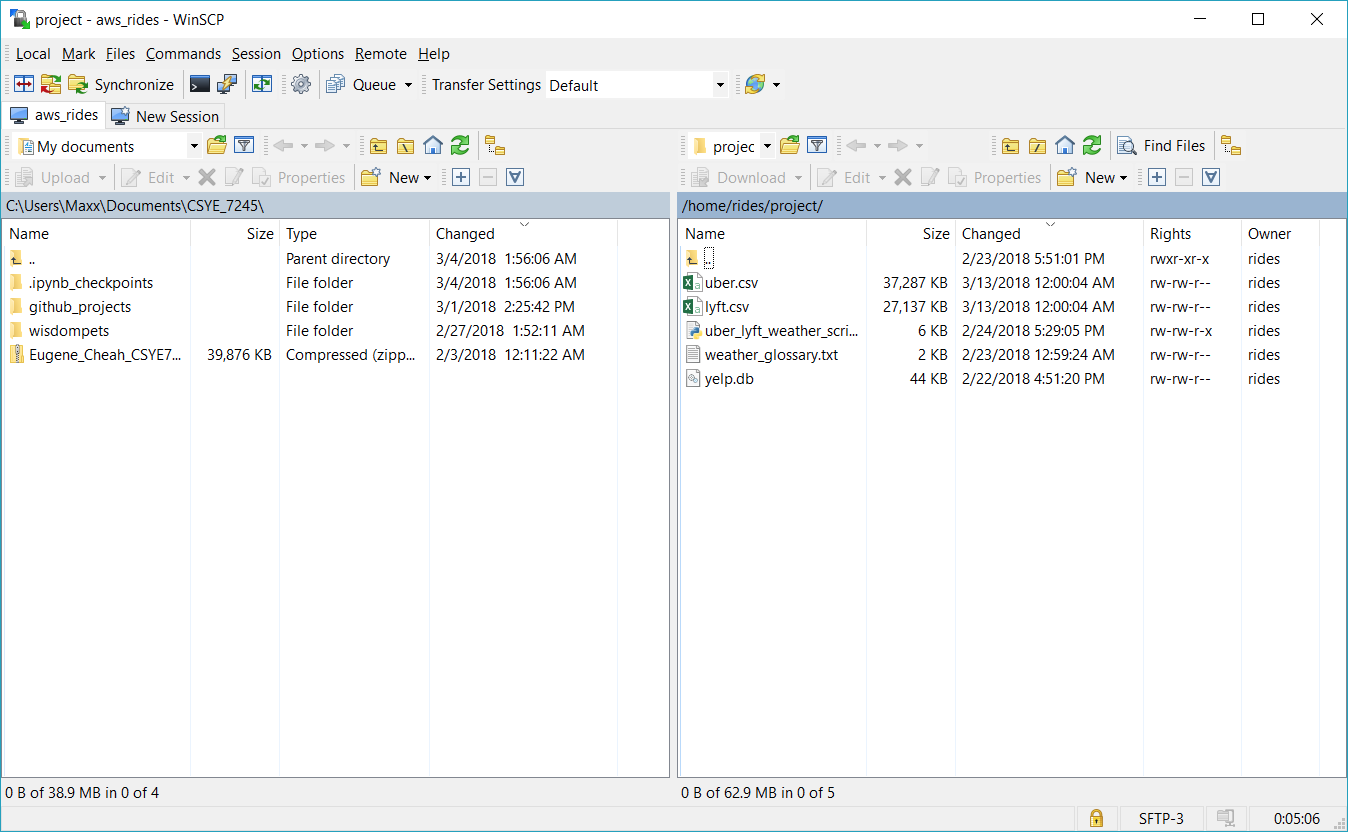 project - aws_rides - WinSCP
Local Mark Files Commands Session Options Remote Help
Synchronize Queue Transfer Settings Default
aws_rides New Session
My documents
Upload Edit Properties New
C:\Users\Maxx\Documents\CSYE_7245\
Name Size Type Changed
.. Parent directory 3/4/2018 1:56:06 AM
.ipynb_checkpoints File folder 3/4/2018 1:56:06 AM
github_projects File folder 3/1/2018 2:25:42 PM
wisdompets File folder 2/27/2018 1:52:11 AM
Eugene_Cheah_CSYE7... 39,876 KB Compressed (zipp... 2/3/2018 12:11:22 AM
0 B of 38.9 MB in 0 of 4
projec Find Files
Download Edit Properties New
/home/rides/project/
Name Size Changed Rights Owner
.. 2/23/2018 5:51:01 PM rwxr-xr-x rides
uber.csv 37,287 KB 3/13/2018 12:00:04 AM rw-rw-r-- rides
lyft.csv 27,137 KB 3/13/2018 12:00:04 AM rw-rw-r-- rides
uber_lyft_weather_scri... 6 KB 2/24/2018 5:29:05 PM rw-rw-r-x rides
weather_glossary.txt 2 KB 2/23/2018 12:59:24 AM rw-rw-r-- rides
yelp.db 44 KB 2/22/2018 4:51:20 PM rw-rw-r-- rides
0 B of 62.9 MB in 0 of 5
SFTP-3 0:05:06